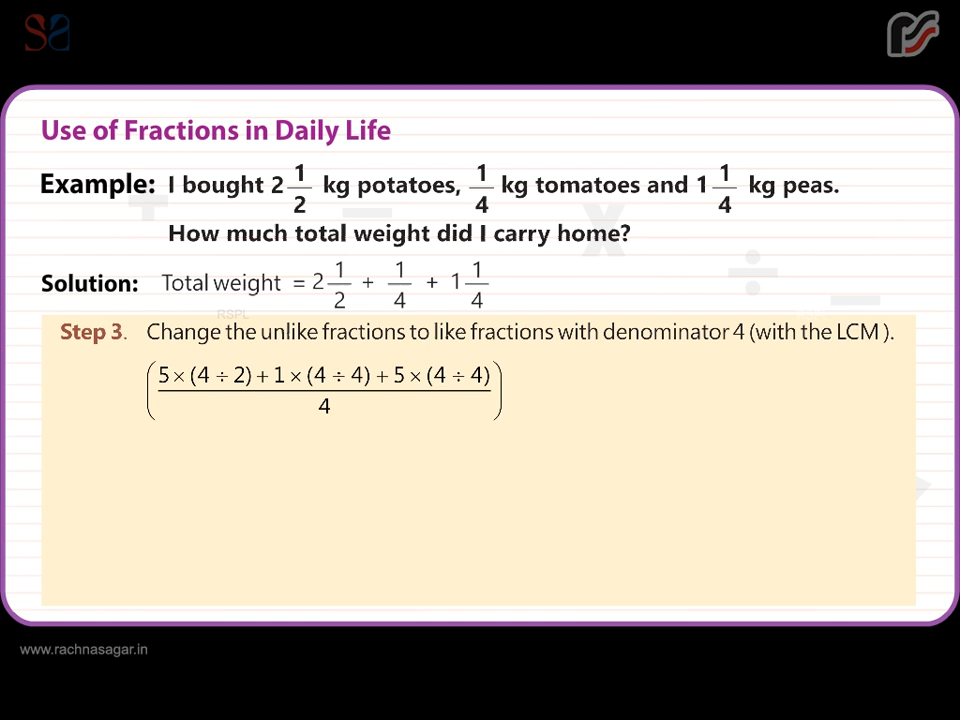 Use of Fractions in Daily Life
Example: I bought 2 1/2 kg potatoes, 1/4 kg tomatoes and 1 1/4 kg peas.
How much total weight did I carry home?
Solution: Total weight = 2 1/2 + 1/4 + 1 1/4
RSPL
Step 3. Change the unlike fractions to like fractions with denominator 4 (with the LCM ).
(5 × (4 ÷ 2) + 1 × (4 ÷ 4) + 5 × (4 ÷ 4) / 4)
www.rachnasagar.in